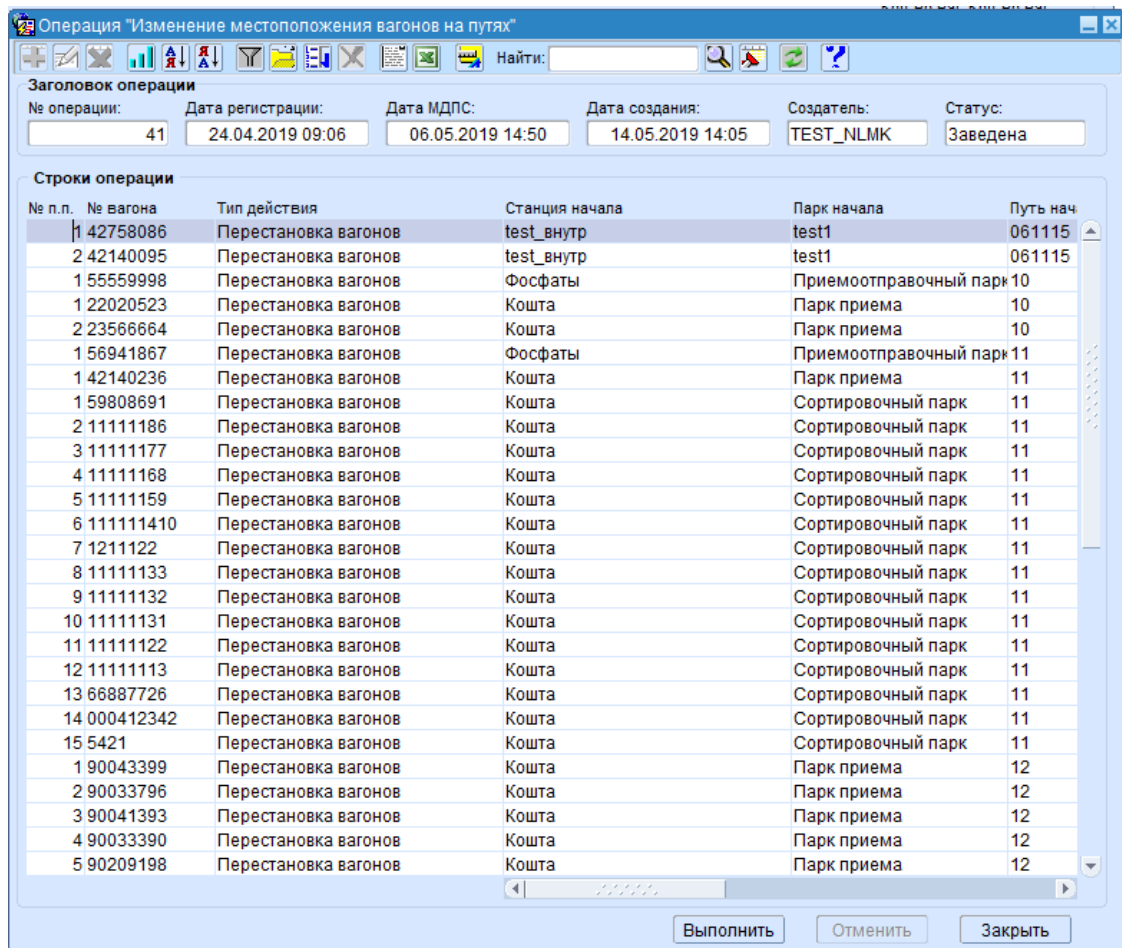 Операция "Изменение местоположения вагонов на путях"
Найти:
Заголовок операции
№ операции: Дата регистрации: Дата МДПС: Дата создания: Создатель: Статус:
41 24.04.2019 09:06 06.05.2019 14:50 14.05.2019 14:05 TEST_NLMK Заведена
Строки операции
№ п.п. № вагона Тип действия Станция начала Парк начала Путь нач
1 42758086 Перестановка вагонов test_внутр test1 061115
2 42140095 Перестановка вагонов test_внутр test1 061115
1 55559998 Перестановка вагонов Фосфаты Приемоотправочный парк 10
1 22020523 Перестановка вагонов Кошта Парк приема 10
2 23566664 Перестановка вагонов Кошта Парк приема 10
1 56941867 Перестановка вагонов Фосфаты Приемоотправочный парк 11
1 42140236 Перестановка вагонов Кошта Парк приема 11
1 59808691 Перестановка вагонов Кошта Сортировочный парк 11
2 11111186 Перестановка вагонов Кошта Сортировочный парк 11
3 11111177 Перестановка вагонов Кошта Сортировочный парк 11
4 11111168 Перестановка вагонов Кошта Сортировочный парк 11
5 11111159 Перестановка вагонов Кошта Сортировочный парк 11
6 111111410 Перестановка вагонов Кошта Сортировочный парк 11
7 1211122 Перестановка вагонов Кошта Сортировочный парк 11
8 11111133 Перестановка вагонов Кошта Сортировочный парк 11
9 11111132 Перестановка вагонов Кошта Сортировочный парк 11
10 11111131 Перестановка вагонов Кошта Сортировочный парк 11
11 11111122 Перестановка вагонов Кошта Сортировочный парк 11
12 11111113 Перестановка вагонов Кошта Сортировочный парк 11
13 66887726 Перестановка вагонов Кошта Сортировочный парк 11
14 000412342 Перестановка вагонов Кошта Сортировочный парк 11
15 5421 Перестановка вагонов Кошта Сортировочный парк 11
1 90043399 Перестановка вагонов Кошта Парк приема 12
2 90033796 Перестановка вагонов Кошта Парк приема 12
3 90041393 Перестановка вагонов Кошта Парк приема 12
4 90033390 Перестановка вагонов Кошта Парк приема 12
5 90209198 Перестановка вагонов Кошта Парк приема 12
Выполнить Отменить Закрыть